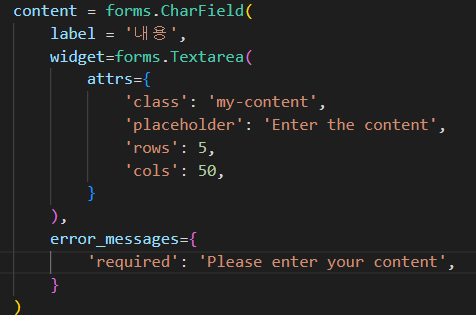 content = forms.CharField(
    label = '내용',
    widget=forms.Textarea(
        attrs={
            'class': 'my-content',
            'placeholder': 'Enter the content',
            'rows': 5,
            'cols': 50,
        }
    ),
    error_messages={
        'required': 'Please enter your content',
    }
)